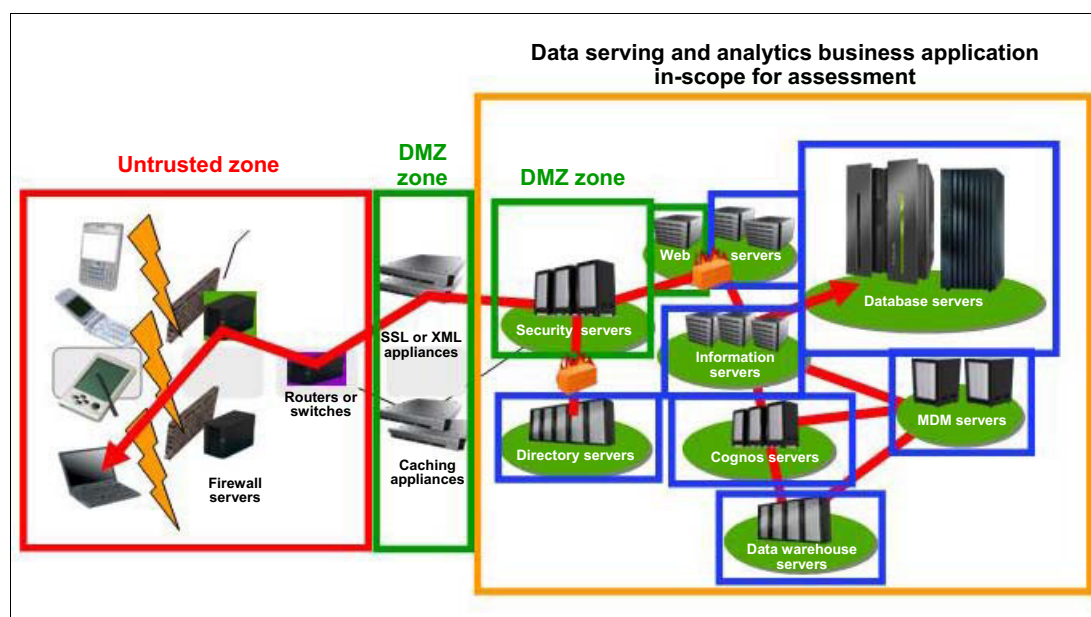 Data serving and analytics business application
in-scope for assessment
Untrusted zone
DMZ
zone
DMZ zone
Web
servers
Database servers
Security servers
SSL or XML
appliances
Information
servers
Routers or
switches
MDM servers
Directory servers
Cognos servers
Firewall
servers
Caching
appliances
Data warehouse
servers